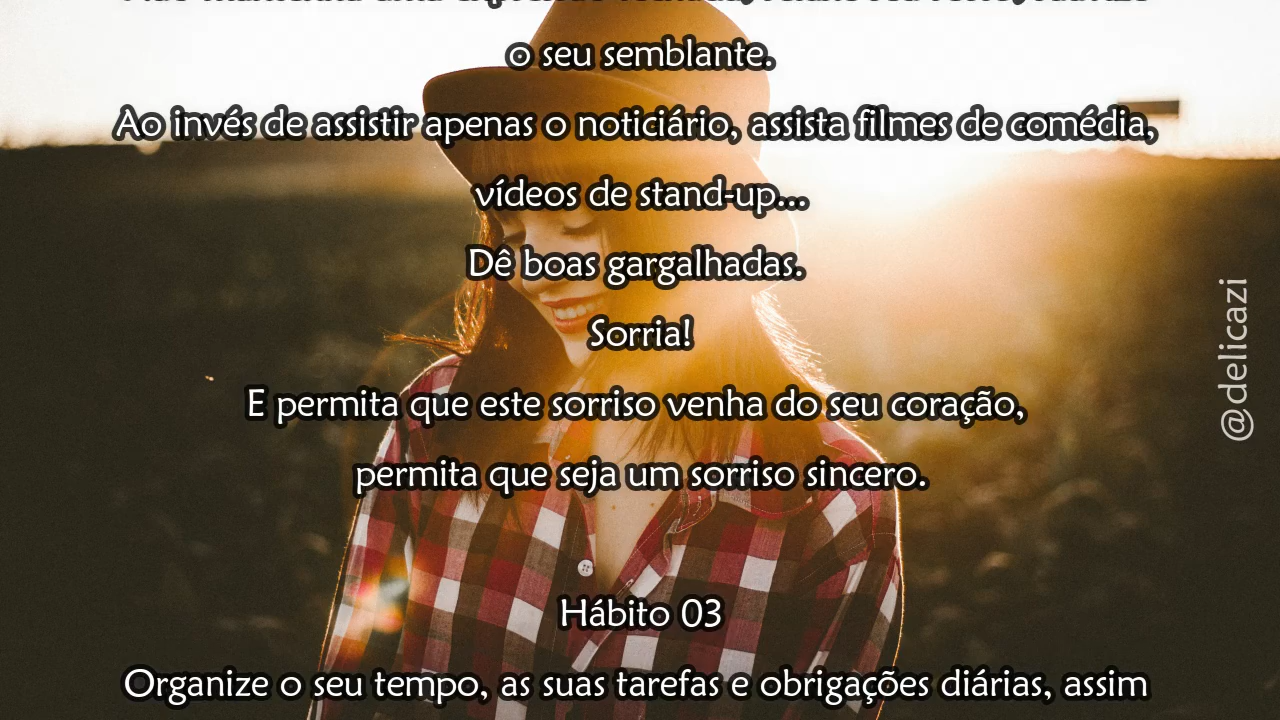 o seu semblante.
Ao invés de assistir apenas o noticiário, assista filmes de comédia,
vídeos de stand-up...
Dê boas gargalhadas.
Sorria!
E permita que este sorriso venha do seu coração,
permita que seja um sorriso sincero.
Hábito 03
Organize o seu tempo, as suas tarefas e obrigações diárias, assim
@delicazi